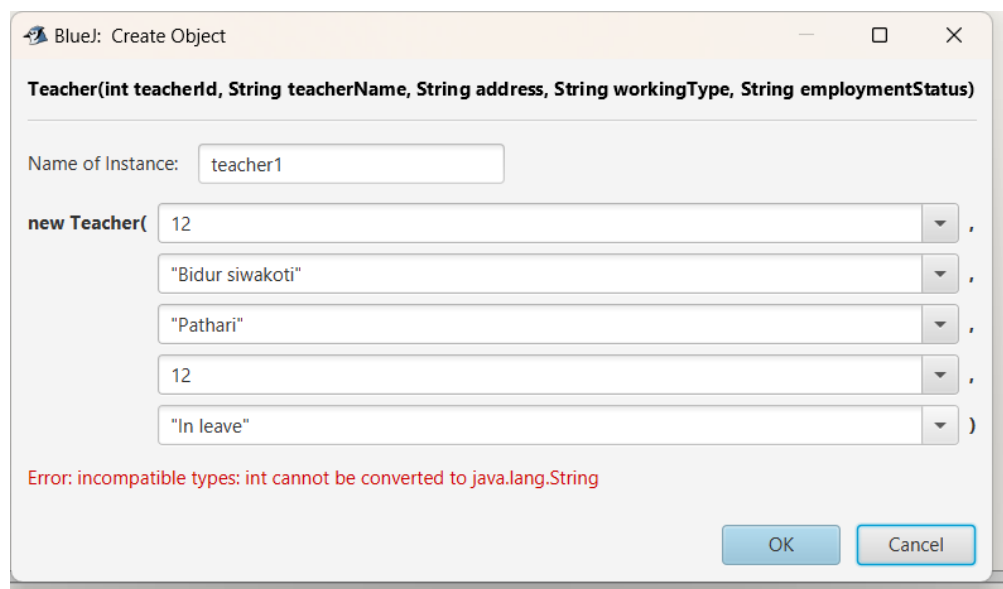 BlueJ: Create Object
Teacher(int teacherId, String teacherName, String address, String workingType, String employmentStatus)
Name of Instance: teacher1
new Teacher( 12 ,
"Bidur siwakoti" ,
"Pathari" ,
12 ,
"In leave" )
Error: incompatible types: int cannot be converted to java.lang.String
OK Cancel